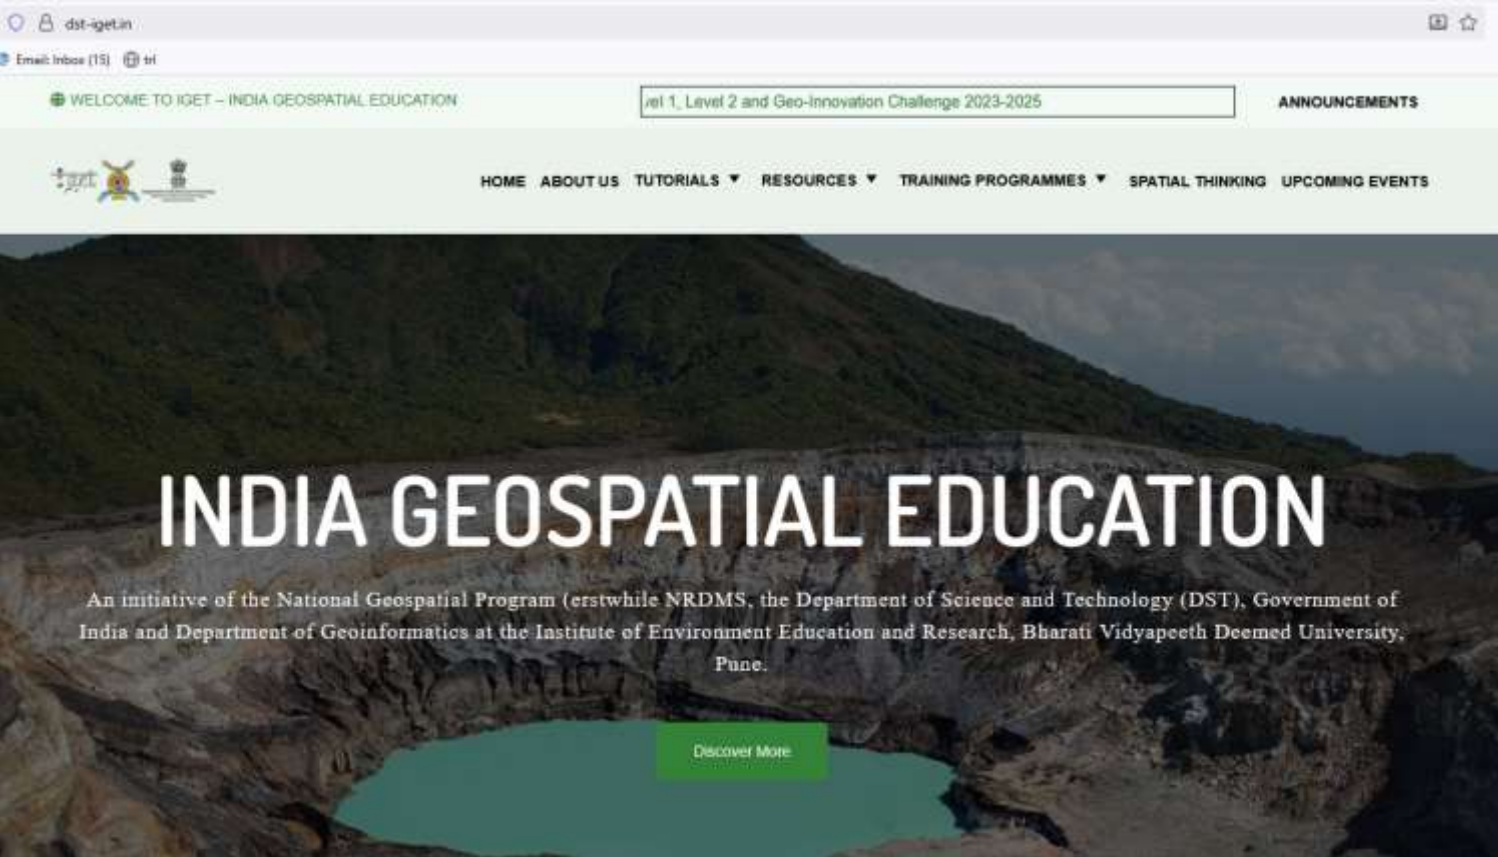 dst-iget.in
Email: Inbox (15) trl
WELCOME TO IGET – INDIA GEOSPATIAL EDUCATION
vel 1, Level 2 and Geo-Innovation Challenge 2023-2025
ANNOUNCEMENTS
iget
HOME ABOUT US TUTORIALS ▼ RESOURCES ▼ TRAINING PROGRAMMES ▼ SPATIAL THINKING UPCOMING EVENTS
INDIA GEOSPATIAL EDUCATION
An initiative of the National Geospatial Program (erstwhile NRDMS, the Department of Science and Technology (DST), Government of
India and Department of Geoinformatics at the Institute of Environment Education and Research, Bharati Vidyapeeth Deemed University,
Pune.
Discover More